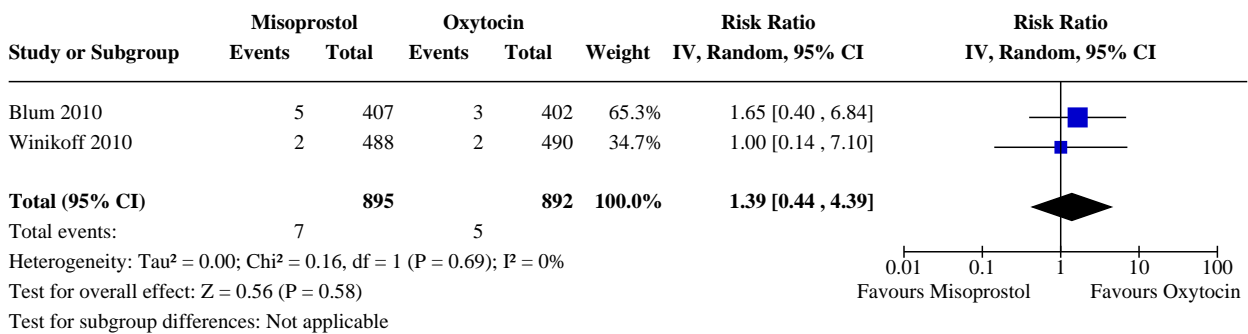 Misoprostol Oxytocin Risk Ratio Risk Ratio
Study or Subgroup Events Total Events Total Weight IV, Random, 95% CI IV, Random, 95% CI
Blum 2010 5 407 3 402 65.3% 1.65 [0.40 , 6.84]
Winikoff 2010 2 488 2 490 34.7% 1.00 [0.14 , 7.10]
Total (95% CI) 895 892 100.0% 1.39 [0.44 , 4.39]
Total events: 7 5
Heterogeneity: Tau² = 0.00; Chi² = 0.16, df = 1 (P = 0.69); I² = 0%
0.01 0.1 1 10 100
Test for overall effect: Z = 0.56 (P = 0.58)
Favours Misoprostol Favours Oxytocin
Test for subgroup differences: Not applicable